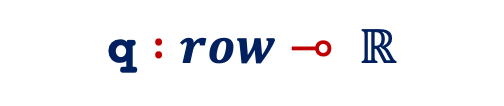 q : row ⊸ ℝ